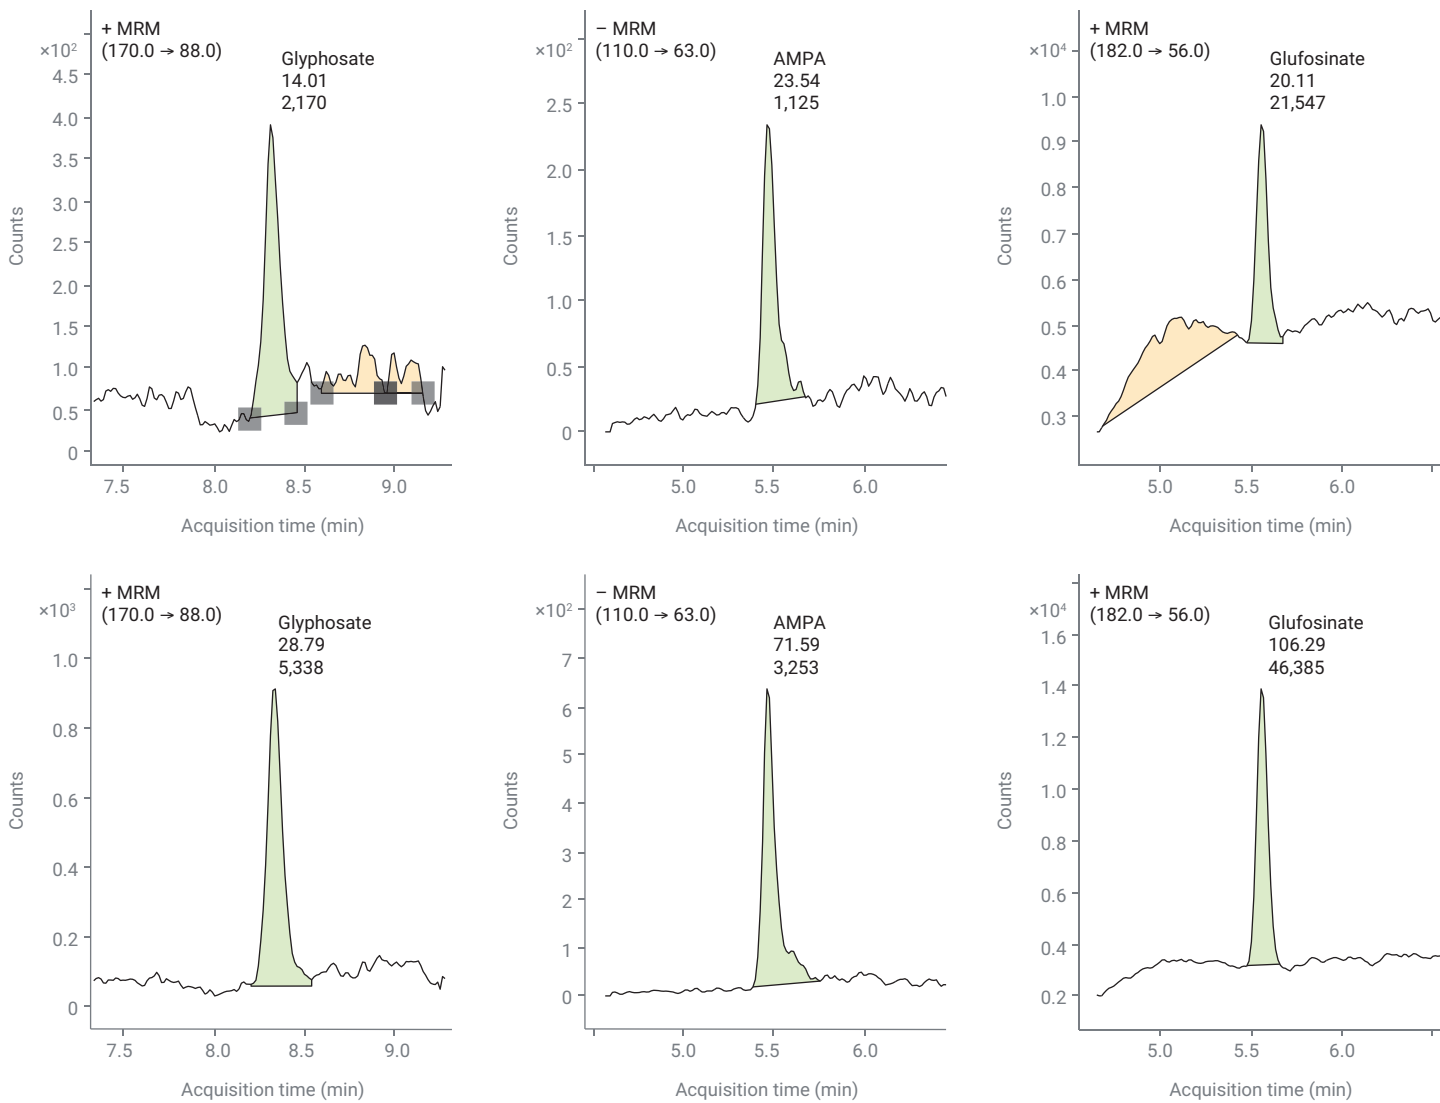 + MRM
(170.0 → 88.0)
×10²
Glyphosate
14.01
2,170
4.5
4.0
3.5
3.0
2.5
2.0
1.5
1.0
0.5
0
Counts
7.5 8.0 8.5 9.0
Acquisition time (min)
− MRM
(110.0 → 63.0)
×10²
AMPA
23.54
1,125
2.5
2.0
1.5
1.0
0.5
0
Counts
5.0 5.5 6.0
Acquisition time (min)
+ MRM
(182.0 → 56.0)
×10⁴
Glufosinate
20.11
21,547
1.0
0.9
0.8
0.7
0.6
0.5
0.4
0.3
Counts
5.0 5.5 6.0
Acquisition time (min)
+ MRM
(170.0 → 88.0)
×10³
Glyphosate
28.79
5,338
1.0
0.8
0.6
0.4
0.2
0
Counts
7.5 8.0 8.5 9.0
Acquisition time (min)
− MRM
(110.0 → 63.0)
×10²
AMPA
71.59
3,253
7
6
5
4
3
2
1
0
Counts
5.0 5.5 6.0
Acquisition time (min)
+ MRM
(182.0 → 56.0)
×10⁴
Glufosinate
106.29
46,385
1.6
1.4
1.2
1.0
0.8
0.6
0.4
0.2
Counts
5.0 5.5 6.0
Acquisition time (min)